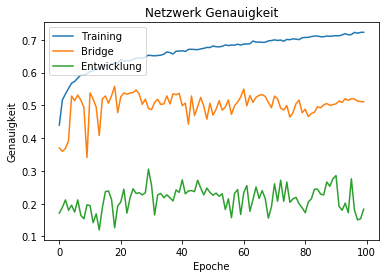 Netzwerk Genauigkeit
Training
Bridge
Entwicklung
Genauigkeit
0.7
0.6
0.5
0.4
0.3
0.2
0.1
0 20 40 60 80 100
Epoche